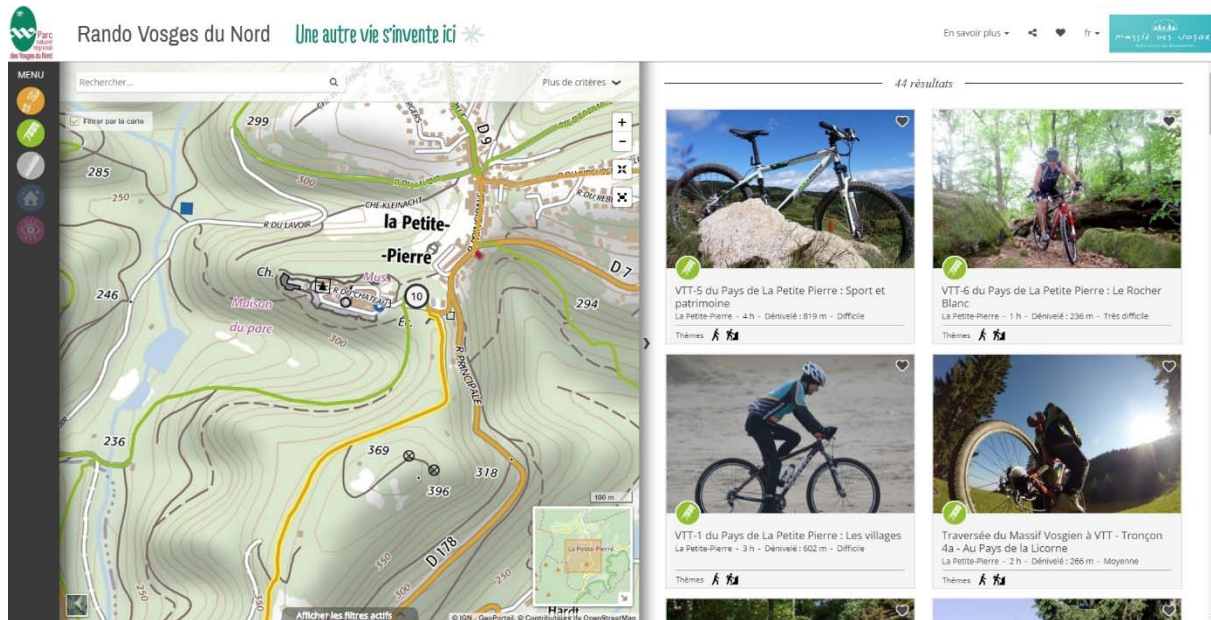 Parc
naturel
régional
des Vosges du Nord
Rando Vosges du Nord
Une autre vie s'invente ici
En savoir plus
fr
MENU
Rechercher...
Plus de critères
Filtrer par la carte
+
−
299
285
250
300
D 9
CHE-KLEINACHT
R DU LAVOIR
la Petite-
-Pierre
R PRINCIPALE
D 7
Ch.
Mus.
R DU CHATEAU
10
Maison
du parc
246
294
300
236
369
318
396
100 m
La Petite-Pierre
D 178
250
300
350
350
Hardt
Afficher les filtres actifs
© IGN - GeoPortail, © Contributeurs de OpenStreetMap
44 résultats
VTT-5 du Pays de La Petite Pierre : Sport et
patrimoine
La Petite-Pierre - 4 h - Dénivelé : 819 m - Difficile
Thèmes
VTT-6 du Pays de La Petite Pierre : Le Rocher
Blanc
La Petite-Pierre - 1 h - Dénivelé : 236 m - Très difficile
Thèmes
VTT-1 du Pays de La Petite Pierre : Les villages
La Petite-Pierre - 3 h - Dénivelé : 602 m - Difficile
Thèmes
Traversée du Massif Vosgien à VTT - Tronçon
4a - Au Pays de la Licorne
La Petite-Pierre - 2 h - Dénivelé : 266 m - Moyenne
Thèmes